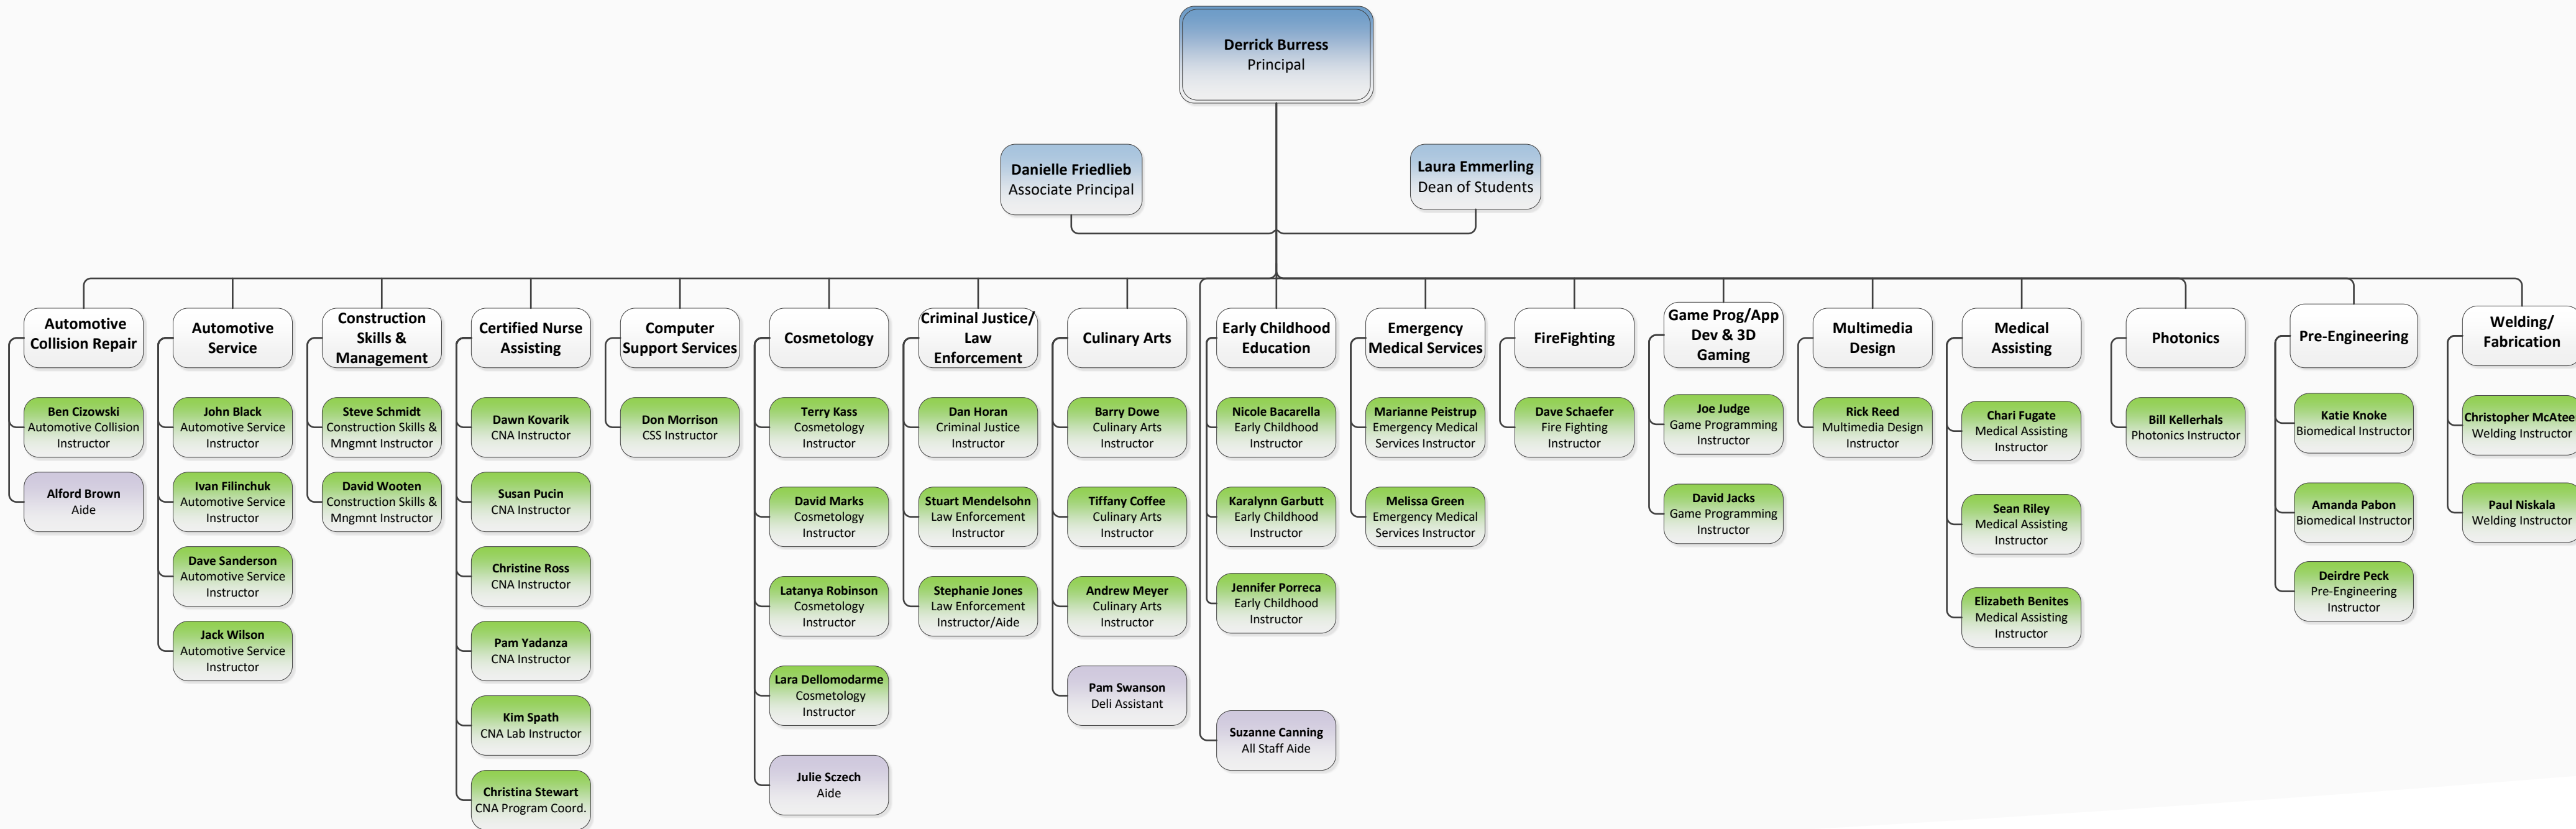 Derrick Burress
Principal
Danielle Friedlieb
Associate Principal
Laura Emmerling
Dean of Students
Automotive
Collision Repair
Ben Cizowski
Automotive Collision
Instructor
Alford Brown
Aide
Automotive
Service
John Black
Automotive Service
Instructor
Ivan Filinchuk
Automotive Service
Instructor
Dave Sanderson
Automotive Service
Instructor
Jack Wilson
Automotive Service
Instructor
Construction
Skills &
Management
Steve Schmidt
Construction Skills &
Mngmnt Instructor
David Wooten
Construction Skills &
Mngmnt Instructor
Certified Nurse
Assisting
Dawn Kovarik
CNA Instructor
Susan Pucin
CNA Instructor
Christine Ross
CNA Instructor
Pam Yadanza
CNA Instructor
Kim Spath
CNA Lab Instructor
Christina Stewart
CNA Program Coord.
Computer
Support Services
Don Morrison
CSS Instructor
Cosmetology
Terry Kass
Cosmetology
Instructor
David Marks
Cosmetology
Instructor
Latanya Robinson
Cosmetology
Instructor
Lara Dellomodarme
Cosmetology
Instructor
Julie Sczech
Aide
Criminal Justice/
Law
Enforcement
Dan Horan
Criminal Justice
Instructor
Stuart Mendelsohn
Law Enforcement
Instructor
Stephanie Jones
Law Enforcement
Instructor/Aide
Culinary Arts
Barry Dowe
Culinary Arts
Instructor
Tiffany Coffee
Culinary Arts
Instructor
Andrew Meyer
Culinary Arts
Instructor
Pam Swanson
Deli Assistant
Early Childhood
Education
Nicole Bacarella
Early Childhood
Instructor
Karalynn Garbutt
Early Childhood
Instructor
Jennifer Porreca
Early Childhood
Instructor
Suzanne Canning
All Staff Aide
Emergency
Medical Services
Marianne Peistrup
Emergency Medical
Services Instructor
Melissa Green
Emergency Medical
Services Instructor
FireFighting
Dave Schaefer
Fire Fighting
Instructor
Game Prog/App
Dev & 3D
Gaming
Joe Judge
Game Programming
Instructor
David Jacks
Game Programming
Instructor
Multimedia
Design
Rick Reed
Multimedia Design
Instructor
Medical
Assisting
Chari Fugate
Medical Assisting
Instructor
Sean Riley
Medical Assisting
Instructor
Elizabeth Benites
Medical Assisting
Instructor
Photonics
Bill Kellerhals
Photonics Instructor
Pre-Engineering
Katie Knoke
Biomedical Instructor
Amanda Pabon
Biomedical Instructor
Deirdre Peck
Pre-Engineering
Instructor
Welding/
Fabrication
Christopher McAtee
Welding Instructor
Paul Niskala
Welding Instructor